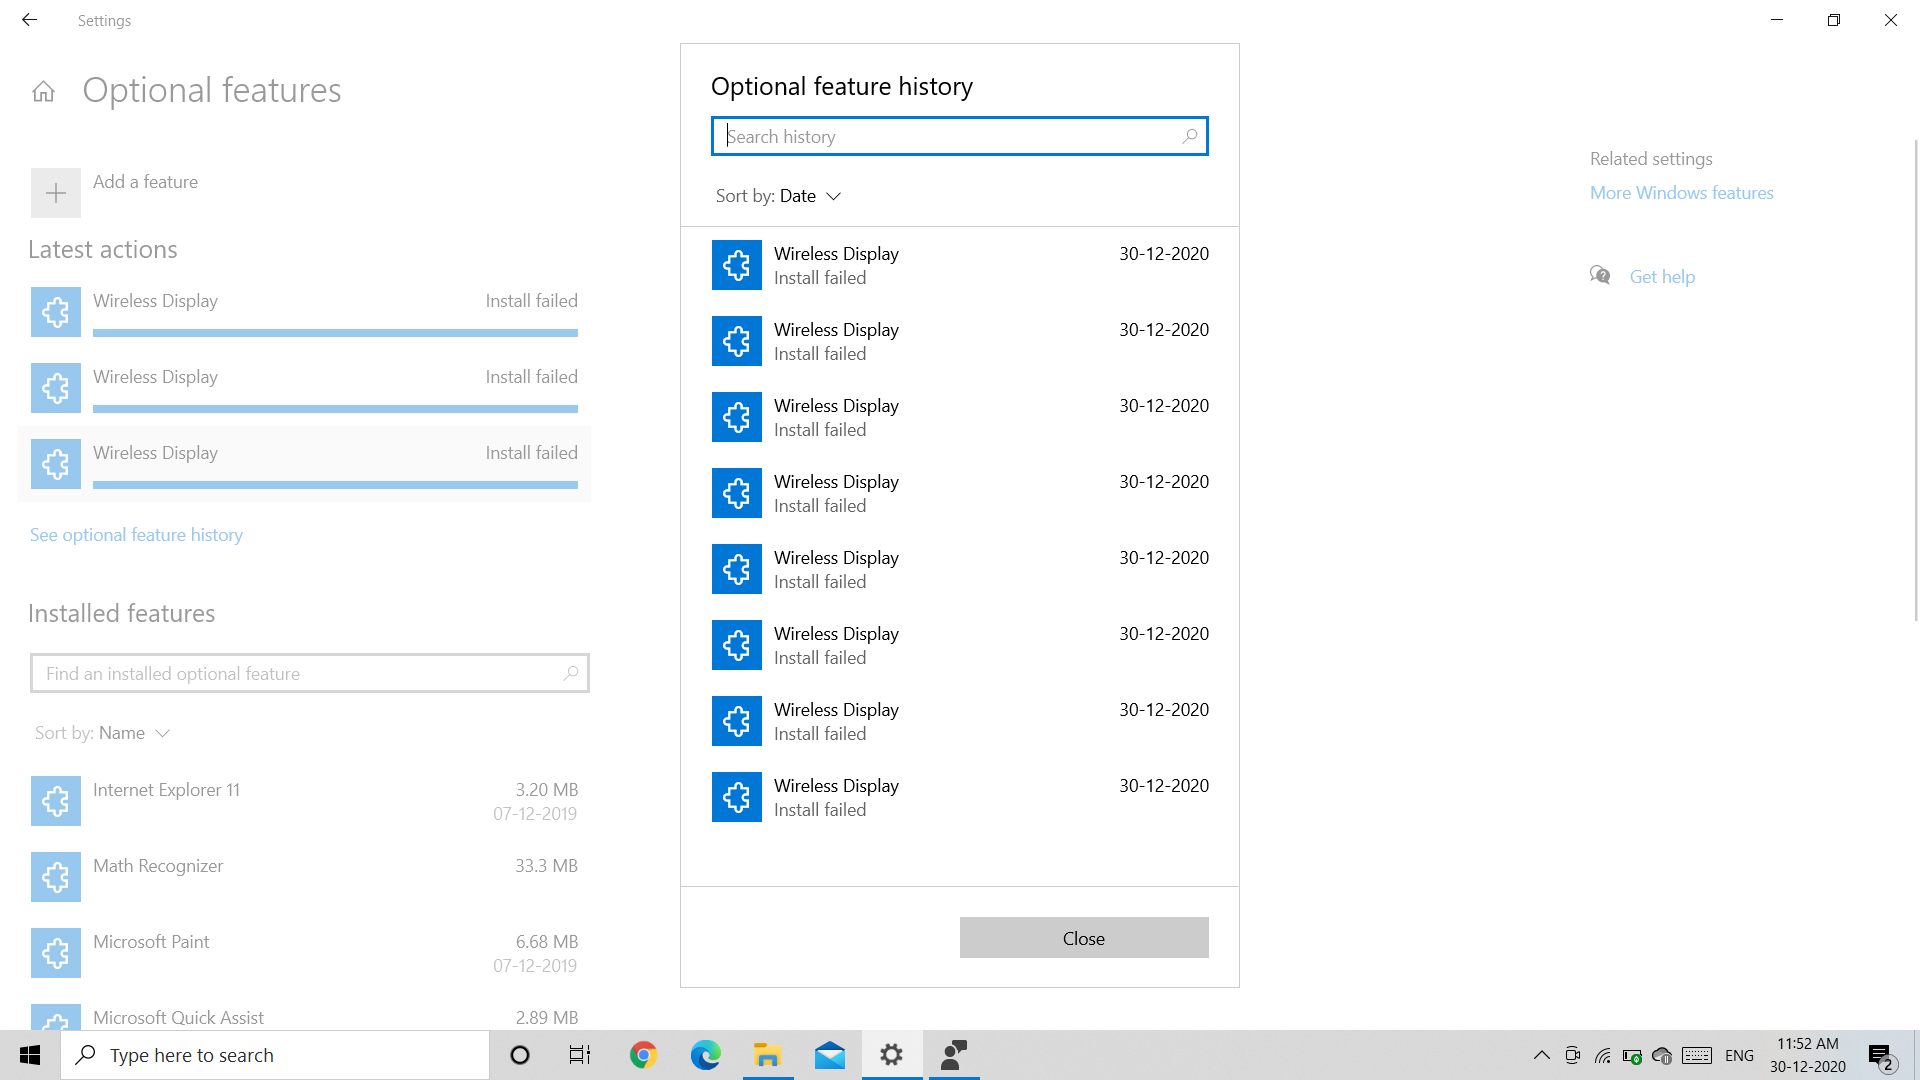 Settings
Optional features
Add a feature
Latest actions
Wireless Display Install failed
Wireless Display Install failed
Wireless Display Install failed
See optional feature history
Installed features
Find an installed optional feature
Sort by: Name
Internet Explorer 11 3.20 MB
07-12-2019
Math Recognizer 33.3 MB
Microsoft Paint 6.68 MB
07-12-2019
Microsoft Quick Assist 2.89 MB
Optional feature history
Search history
Sort by: Date
Wireless Display 30-12-2020
Install failed
Wireless Display 30-12-2020
Install failed
Wireless Display 30-12-2020
Install failed
Wireless Display 30-12-2020
Install failed
Wireless Display 30-12-2020
Install failed
Wireless Display 30-12-2020
Install failed
Wireless Display 30-12-2020
Install failed
Wireless Display 30-12-2020
Install failed
Close
Related settings
More Windows features
Get help
Type here to search
ENG
11:52 AM
30-12-2020
2